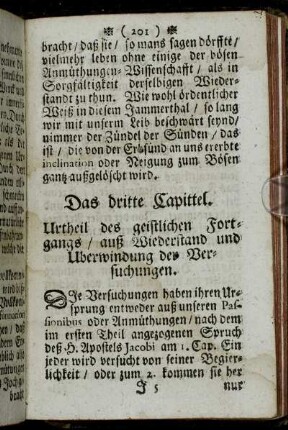 ※ ( 201 ) ※
bracht / daß sie / so mans sagen dörffte /
vielmehr leben ohne einige der bösen
Anmüthungen-Wissenschafft / als in
Sorgfältigkeit derselbigen Wieder-
standt zu thun. Wie wohl ordentlicher
Weiß in diesem Jammerthal / so lang
wir mit unserm Leib beschwärt seynd /
nimmer der Zündel der Sünden / das
ist / die von der Erbsünd an uns ererbte
inclination oder Neigung zum Bösen
gantz außgelöscht wird.
Das dritte Capittel.
Urtheil des geistlichen Fort-
gangs / auß Wiederstand und
Uberwindung der Ver-
suchungen.
DIe Versuchungen haben ihren Ur-
sprung entweder auß unseren Pas-
sionibus oder Anmüthungen / nach dem
im ersten Theil angezogenen Spruch
deß H. Apostels Jacobi am 1. Cap. Ein
jeder wird versucht von seiner Begier-
lichkeit / oder zum 2. kommen sie her
J 5 nur